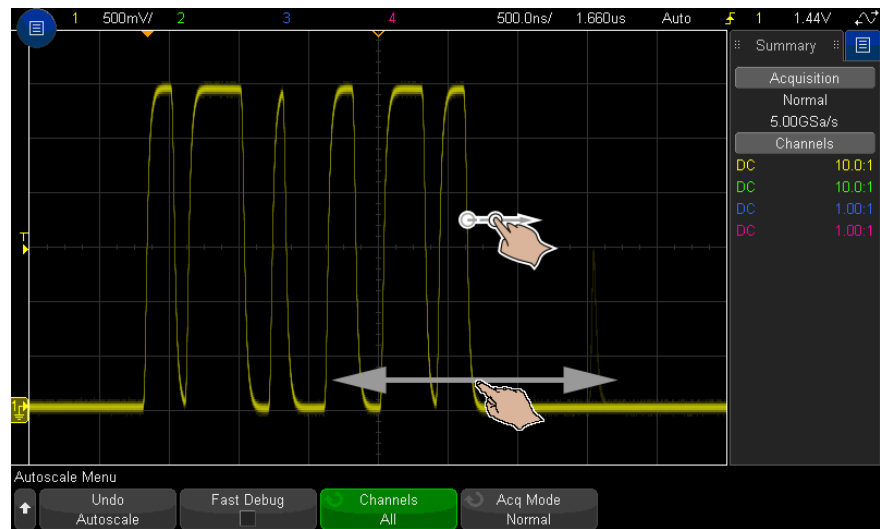 1 500mV/ 2 3 4 500.0ns/ 1.660us Auto 1 1.44V
Summary
Acquisition
Normal
5.00GSa/s
Channels
DC 10.0:1
DC 10.0:1
DC 1.00:1
DC 1.00:1
T
1
Autoscale Menu
Undo Autoscale
Fast Debug
Channels All
Acq Mode Normal